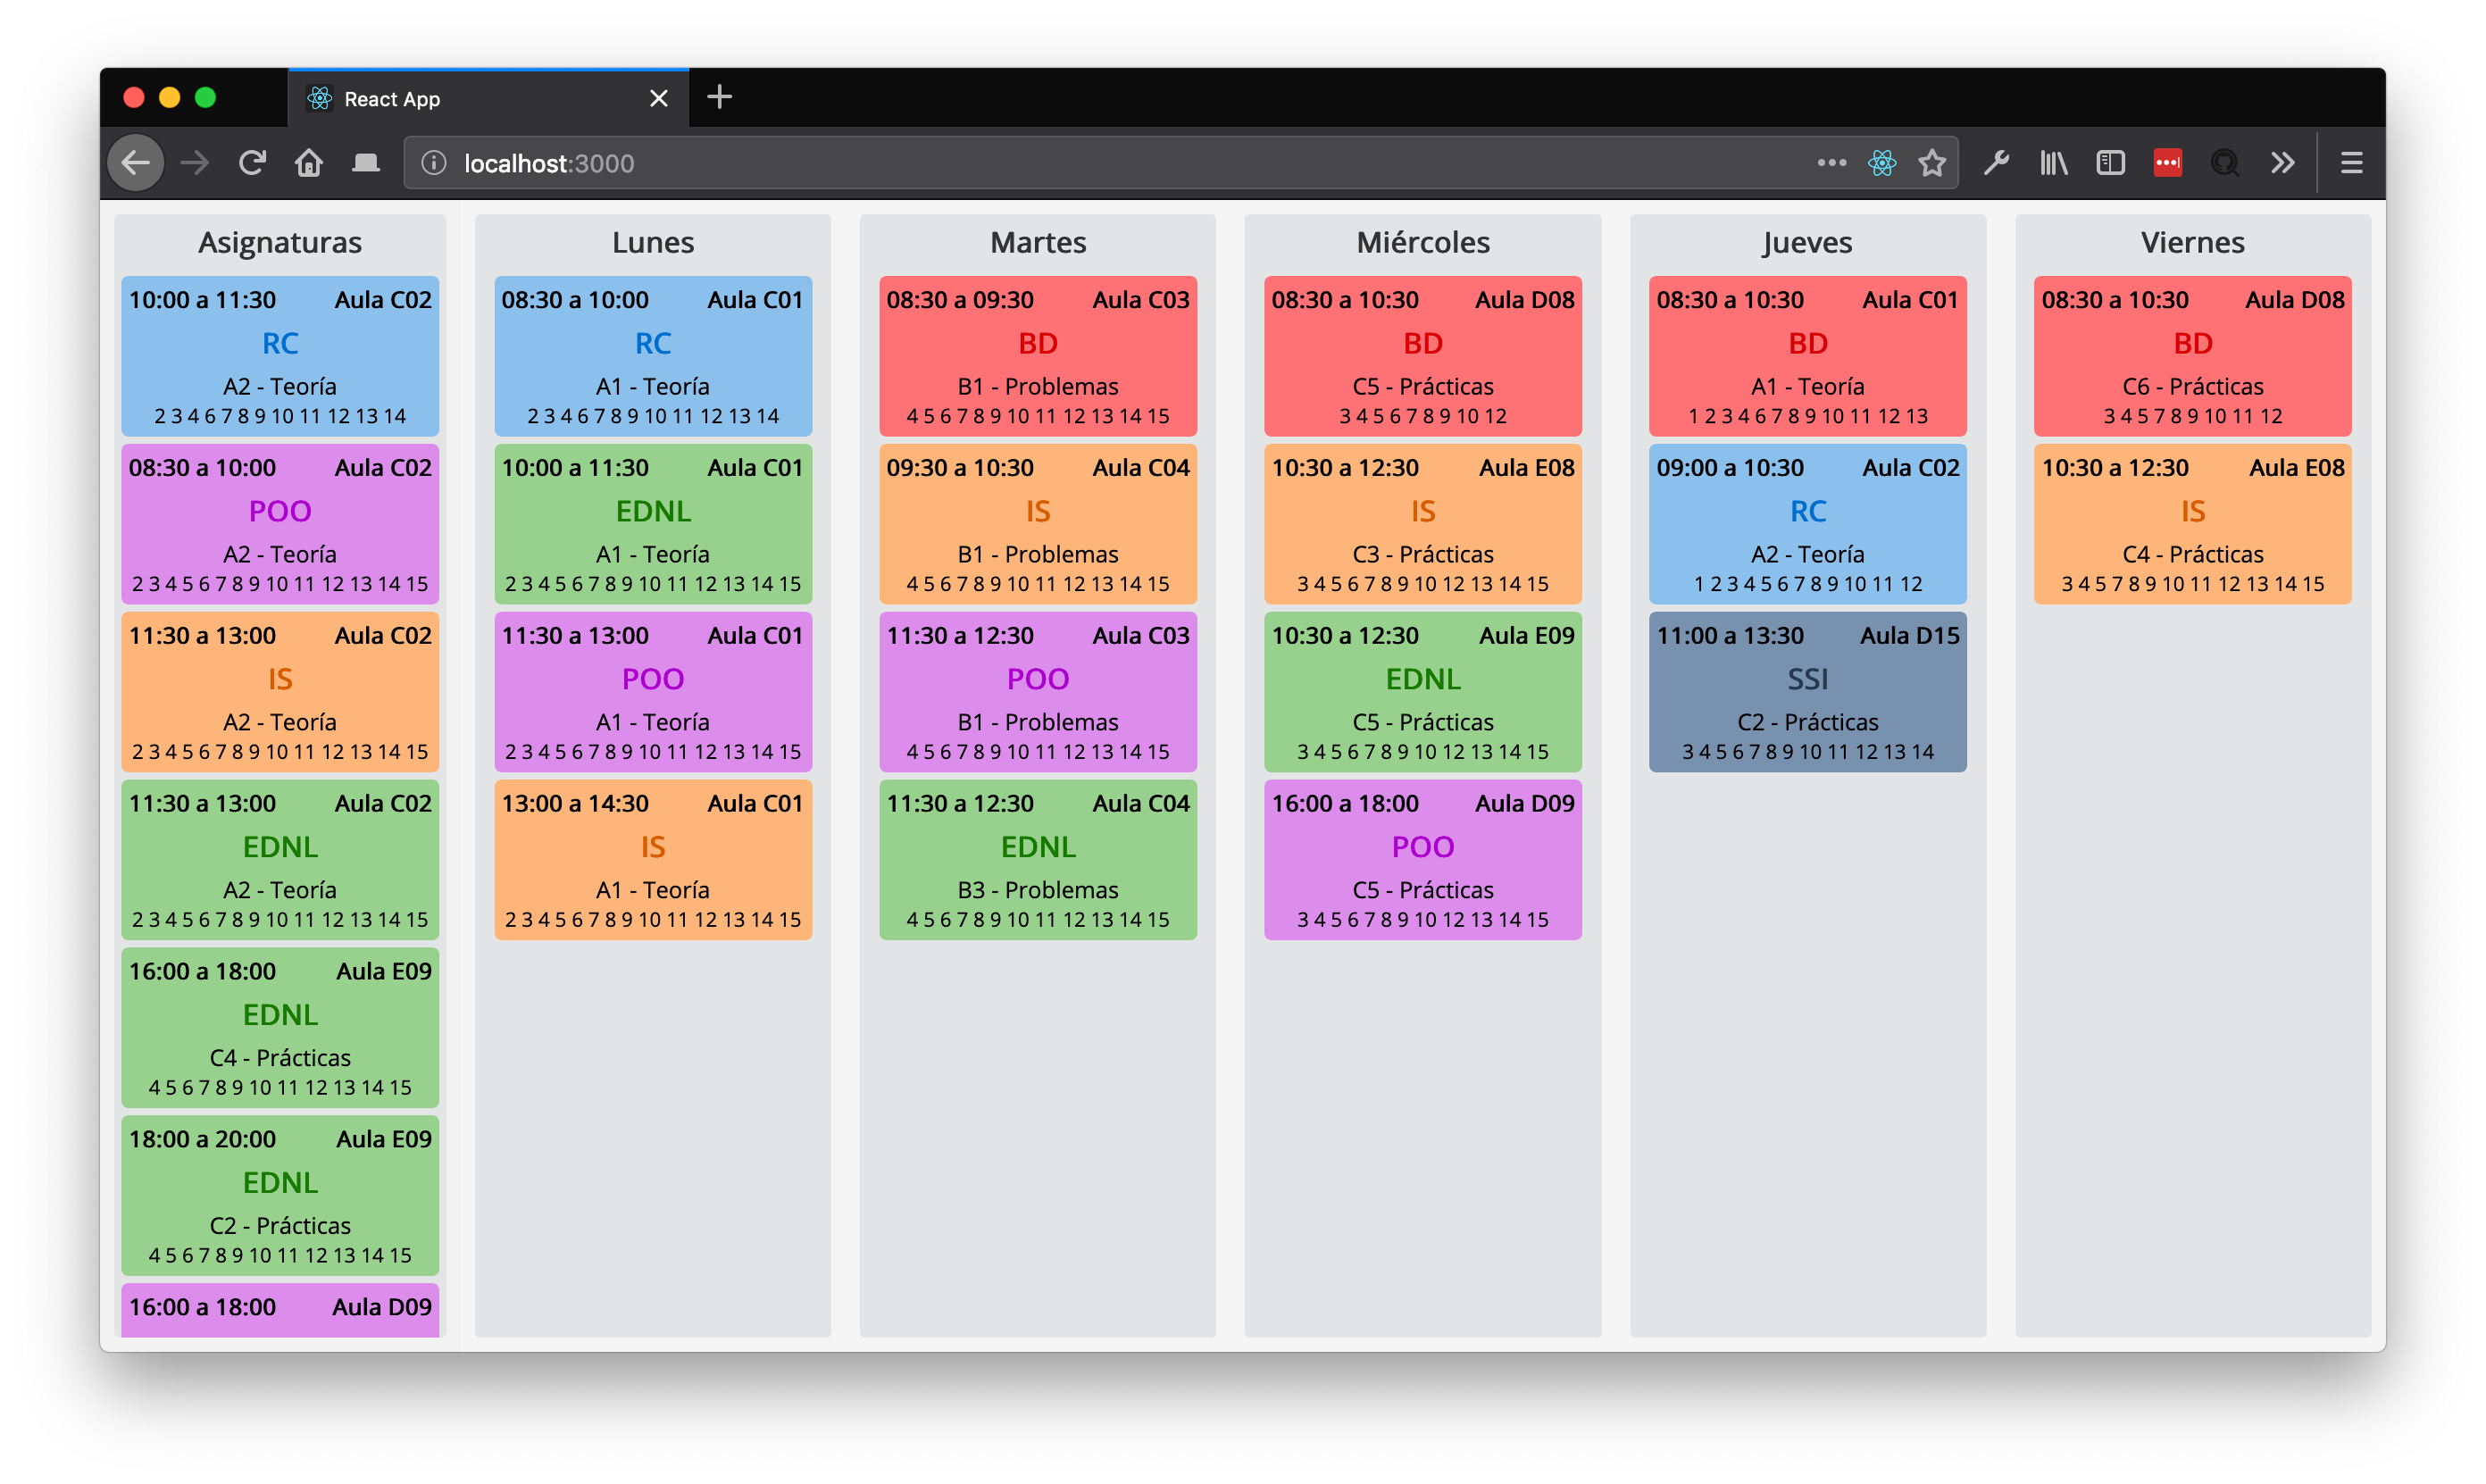 React App
localhost:3000
Asignaturas
10:00 a 11:30 Aula C02
RC
A2 - Teoría
2 3 4 6 7 8 9 10 11 12 13 14
08:30 a 10:00 Aula C02
POO
A2 - Teoría
2 3 4 5 6 7 8 9 10 11 12 13 14 15
11:30 a 13:00 Aula C02
IS
A2 - Teoría
2 3 4 5 6 7 8 9 10 11 12 13 14 15
11:30 a 13:00 Aula C02
EDNL
A2 - Teoría
2 3 4 5 6 7 8 9 10 11 12 13 14 15
16:00 a 18:00 Aula E09
EDNL
C4 - Prácticas
4 5 6 7 8 9 10 11 12 13 14 15
18:00 a 20:00 Aula E09
EDNL
C2 - Prácticas
4 5 6 7 8 9 10 11 12 13 14 15
16:00 a 18:00 Aula D09
Lunes
08:30 a 10:00 Aula C01
RC
A1 - Teoría
2 3 4 6 7 8 9 10 11 12 13 14
10:00 a 11:30 Aula C01
EDNL
A1 - Teoría
2 3 4 5 6 7 8 9 10 11 12 13 14 15
11:30 a 13:00 Aula C01
POO
A1 - Teoría
2 3 4 5 6 7 8 9 10 11 12 13 14 15
13:00 a 14:30 Aula C01
IS
A1 - Teoría
2 3 4 5 6 7 8 9 10 11 12 13 14 15
Martes
08:30 a 09:30 Aula C03
BD
B1 - Problemas
4 5 6 7 8 9 10 11 12 13 14 15
09:30 a 10:30 Aula C04
IS
B1 - Problemas
4 5 6 7 8 9 10 11 12 13 14 15
11:30 a 12:30 Aula C03
POO
B1 - Problemas
4 5 6 7 8 9 10 11 12 13 14 15
11:30 a 12:30 Aula C04
EDNL
B3 - Problemas
4 5 6 7 8 9 10 11 12 13 14 15
Miércoles
08:30 a 10:30 Aula D08
BD
C5 - Prácticas
3 4 5 6 7 8 9 10 12
10:30 a 12:30 Aula E08
IS
C3 - Prácticas
3 4 5 6 7 8 9 10 12 13 14 15
10:30 a 12:30 Aula E09
EDNL
C5 - Prácticas
3 4 5 6 7 8 9 10 12 13 14 15
16:00 a 18:00 Aula D09
POO
C5 - Prácticas
3 4 5 6 7 8 9 10 12 13 14 15
Jueves
08:30 a 10:30 Aula C01
BD
A1 - Teoría
1 2 3 4 6 7 8 9 10 11 12 13
09:00 a 10:30 Aula C02
RC
A2 - Teoría
1 2 3 4 5 6 7 8 9 10 11 12
11:00 a 13:30 Aula D15
SSI
C2 - Prácticas
3 4 5 6 7 8 9 10 11 12 13 14
Viernes
08:30 a 10:30 Aula D08
BD
C6 - Prácticas
3 4 5 7 8 9 10 11 12
10:30 a 12:30 Aula E08
IS
C4 - Prácticas
3 4 5 7 8 9 10 11 12 13 14 15